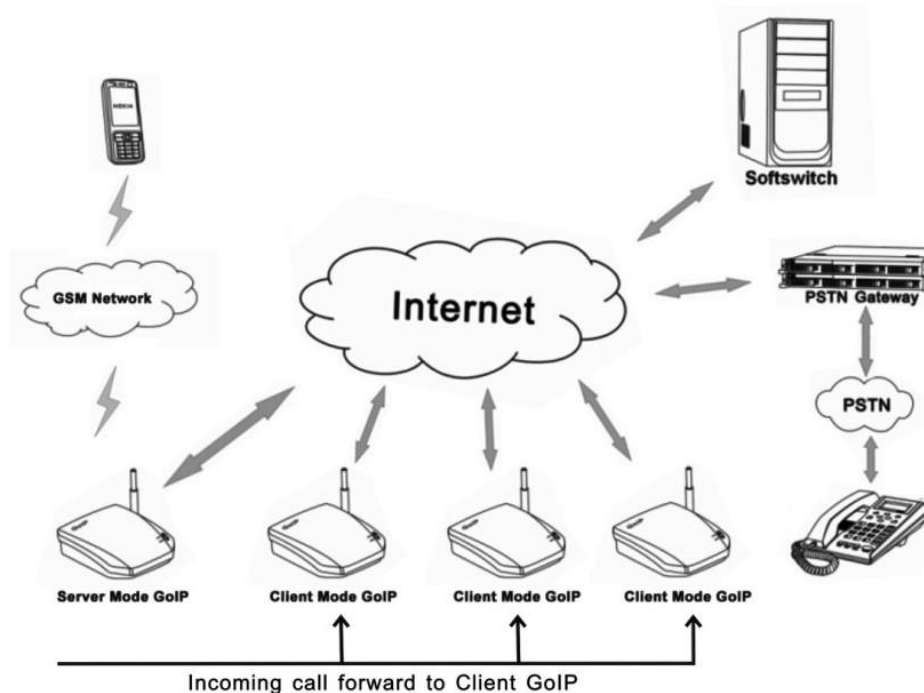 NOKIA
Softswitch
GSM Network
Internet
PSTN Gateway
PSTN
Server Mode GoIP
Client Mode GoIP
Client Mode GoIP
Client Mode GoIP
Incoming call forward to Client GoIP